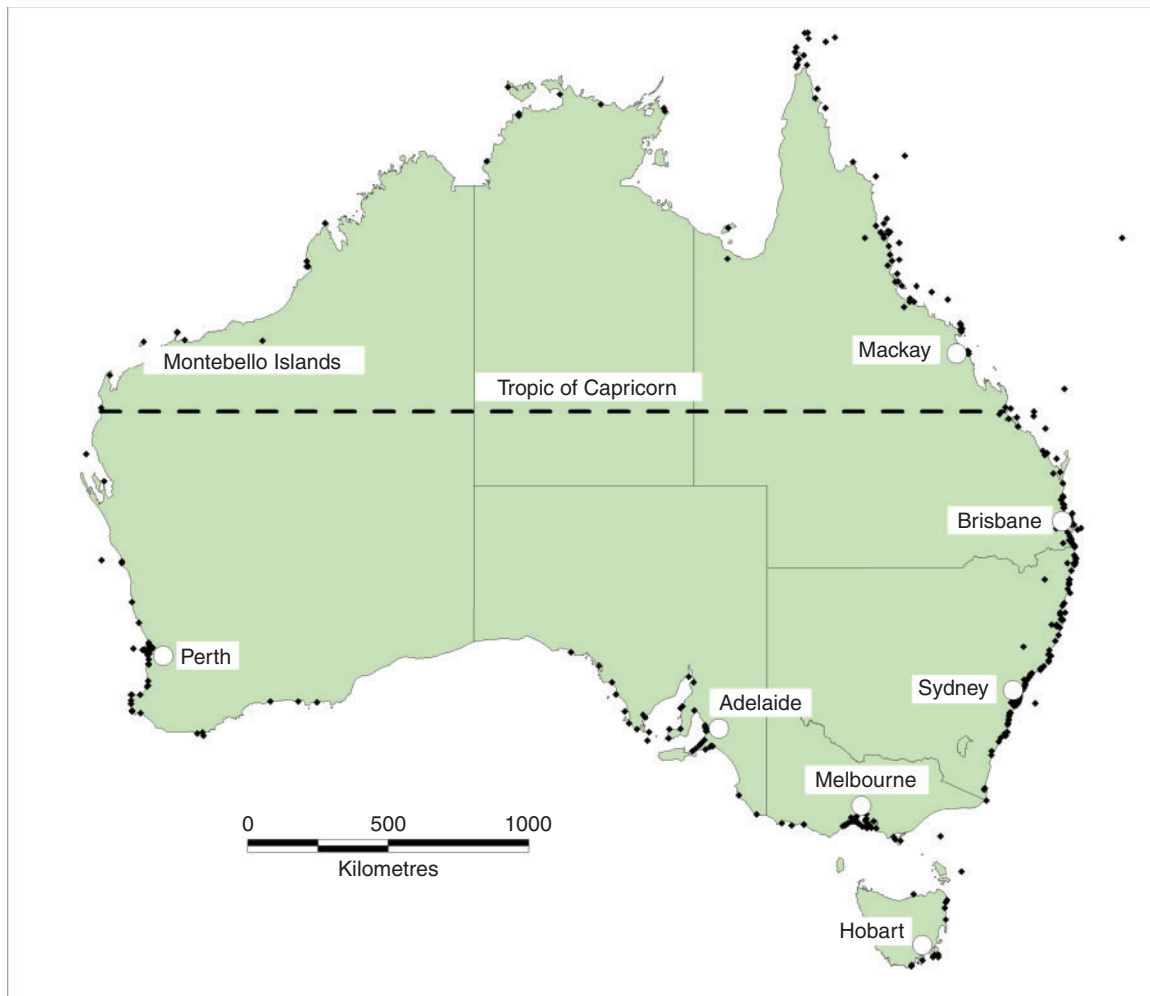 Mackay
Montebello Islands
Tropic of Capricorn
Brisbane
Perth
Sydney
Adelaide
Melbourne
0 500 1000
Kilometres
Hobart